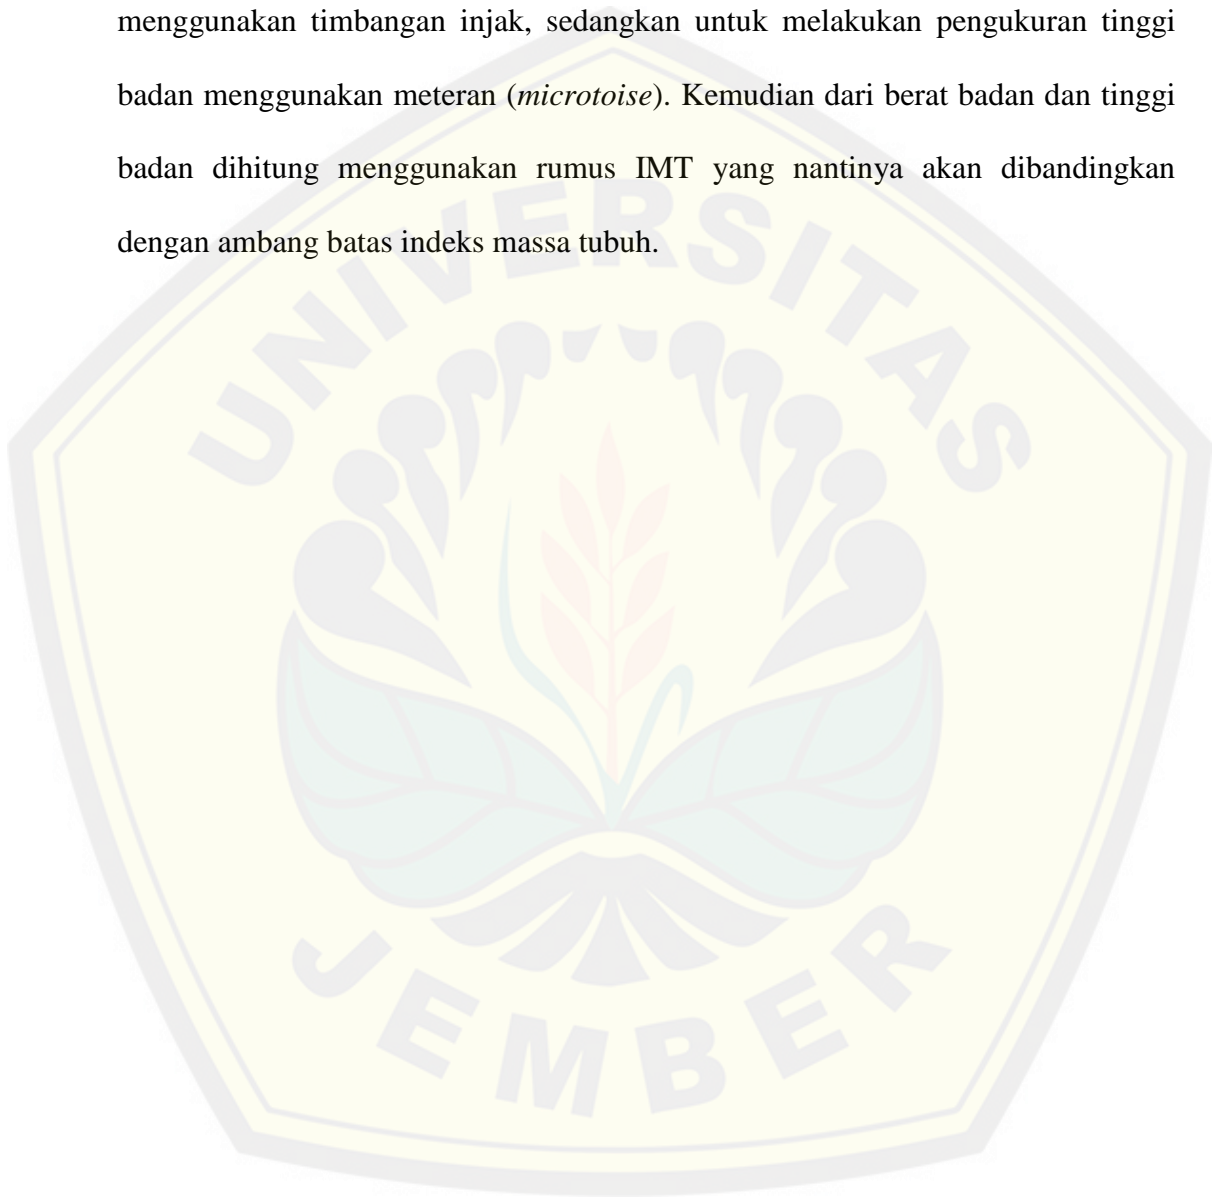 menggunakan timbangan injak, sedangkan untuk melakukan pengukuran tinggi
badan menggunakan meteran (microtoise). Kemudian dari berat badan dan tinggi
badan dihitung menggunakan rumus IMT yang nantinya akan dibandingkan
dengan ambang batas indeks massa tubuh.
UNIVERSITAS
JEMBER